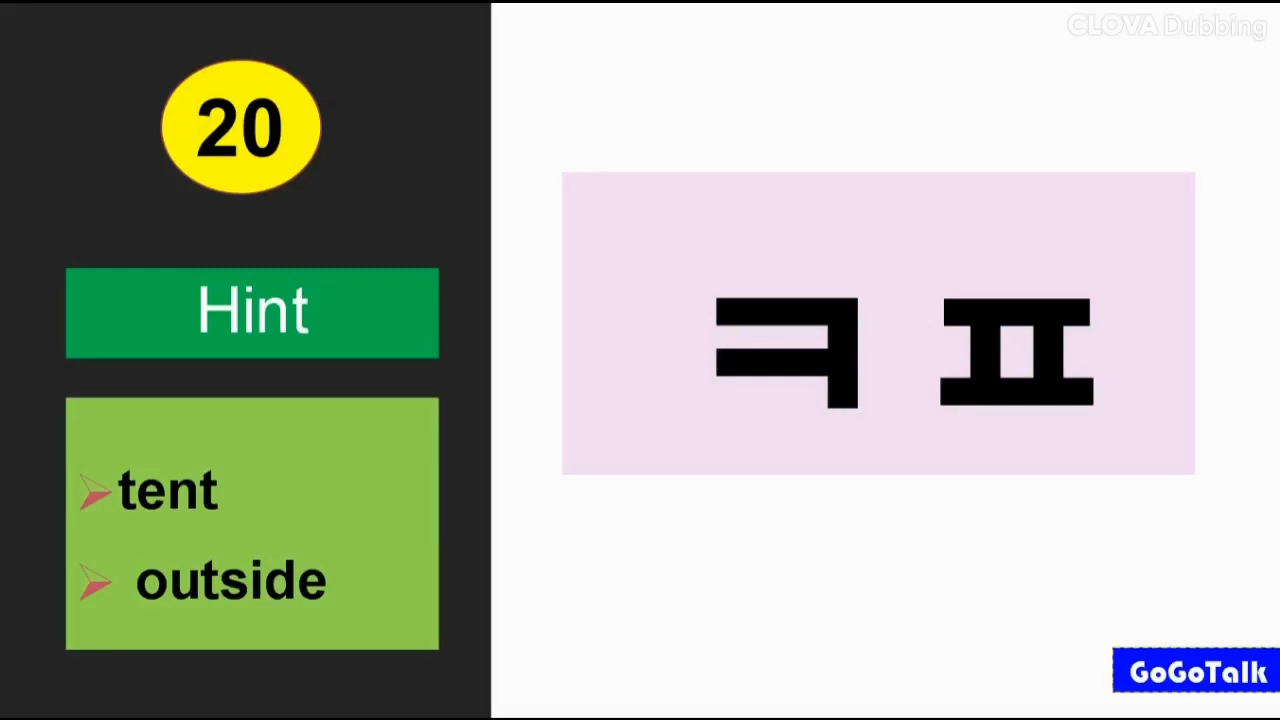 CLOVA Dubbing
20
Hint
tent
outside
ㅋ ㅍ
GoGoTalk